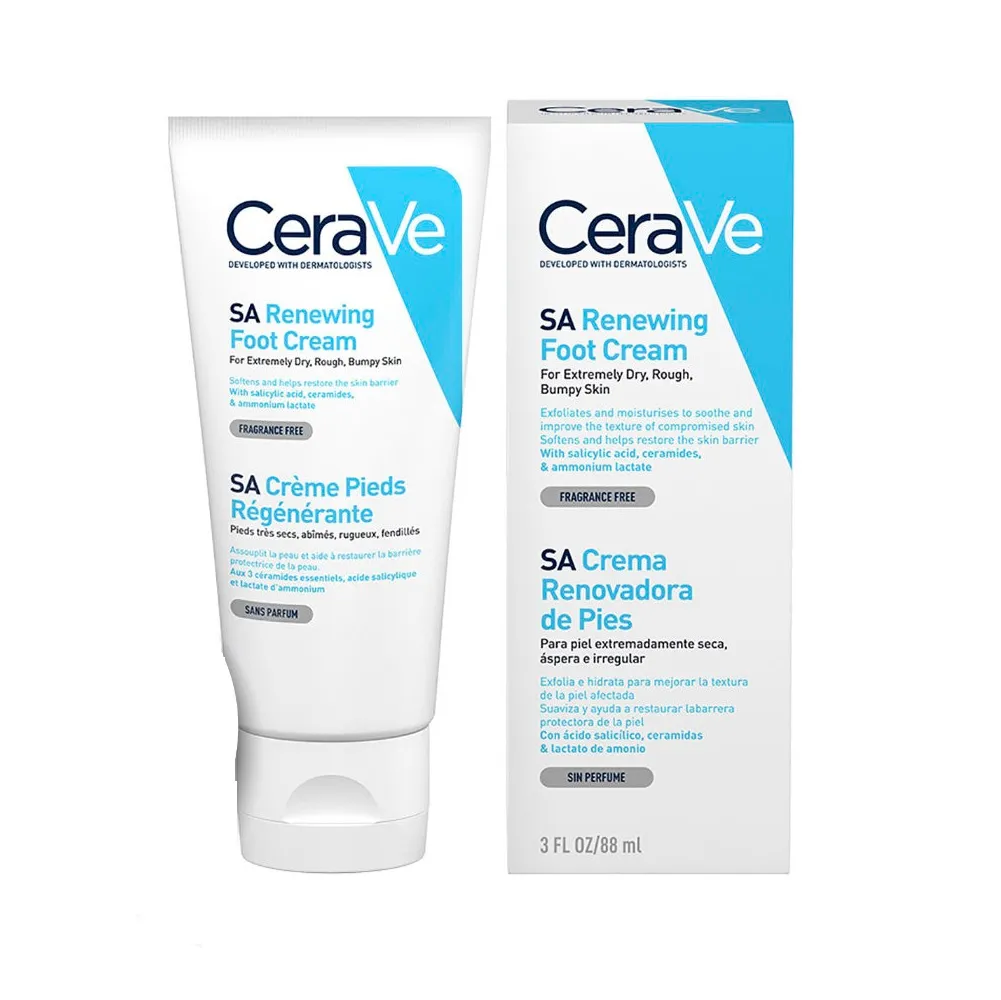 CeraVe
DEVELOPED WITH DERMATOLOGISTS
SA Renewing
Foot Cream
For Extremely Dry, Rough, Bumpy Skin
Softens and helps restore the skin barrier
With salicylic acid, ceramides,
& ammonium lactate
FRAGRANCE FREE
SA Crème Pieds
Régénérante
Pieds très secs, abîmés, rugueux, fendillés
Assouplit la peau et aide à restaurer la barrière
protectrice de la peau.
Aux 3 céramides essentiels, acide salicylique
et lactate d'ammonium
SANS PARFUM
CeraVe
CeraVe
DEVELOPED WITH DERMATOLOGISTS
SA Renewing
Foot Cream
For Extremely Dry, Rough,
Bumpy Skin
Exfoliates and moisturises to soothe and
improve the texture of compromised skin
Softens and helps restore the skin barrier
With salicylic acid, ceramides,
& ammonium lactate
FRAGRANCE FREE
SA Crema
Renovadora
de Pies
Para piel extremadamente seca,
áspera e irregular
Exfolia e hidrata para mejorar la textura
de la piel afectada
Suaviza y ayuda a restaurar labarrera
protectora de la piel
Con ácido salicílico, ceramidas
& lactato de amonio
SIN PERFUME
3 FL OZ/88 ml